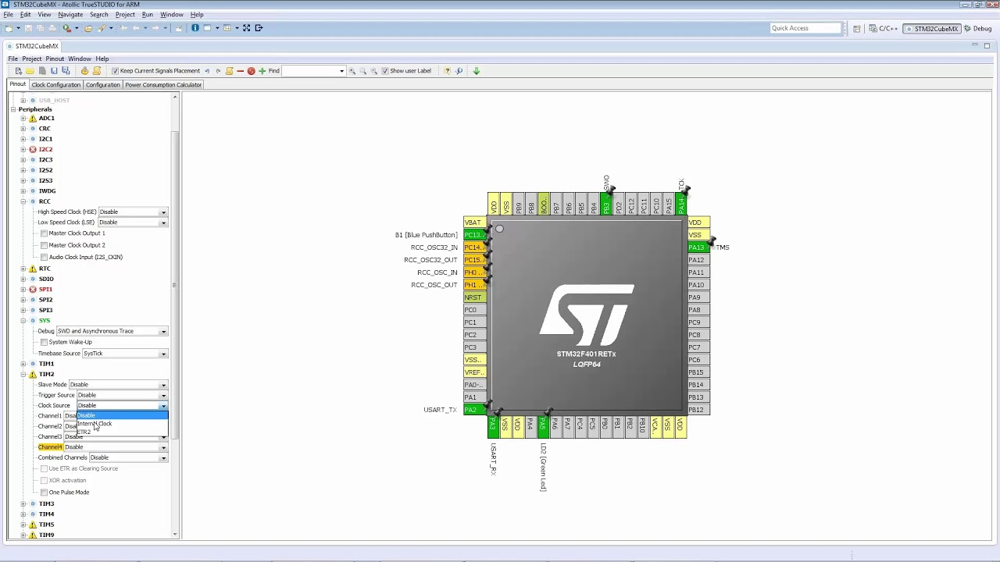 STM32CubeMX - Atollic TrueSTUDIO for ARM
File Edit View Navigate Search Project Run Window Help
Quick Access
C/C++ STM32CubeMX Debug
STM32CubeMX
File Project Pinout Window Help
Keep Current Signals Placement Find Show user Label
Pinout Clock Configuration Configuration Power Consumption Calculator
USB_HOST
Peripherals
ADC1
CRC
I2C1
I2C2
I2C3
I2S2
I2S3
IWDG
RCC
High Speed Clock (HSE) Disable
Low Speed Clock (LSE) Disable
Master Clock Output 1
Master Clock Output 2
Audio Clock Input (I2S_CKIN)
RTC
SDIO
SPI1
SPI2
SPI3
SYS
Debug SWD and Asynchronous Trace
System Wake-Up
Timebase Source SysTick
TIM1
TIM2
Slave Mode Disable
Trigger Source Disable
Clock Source Disable
Disable
Internal Clock
ETR2
Channel1 Disa
Channel2 Disa
Channel3 Disable
Channel4 Disable
Combined Channels Disable
Use ETR as Clearing Source
XOR activation
One Pulse Mode
TIM3
TIM4
TIM5
TIM9
SWO
TCK
VDD VSS PB9 PB8 BOO.. PB7 PB6 PB5 PB4 PB3 PD2 PC12 PC11 PC10 PA15 PA14
VBAT
B1 [Blue PushButton] PC13..
RCC_OSC32_IN PC14..
RCC_OSC32_OUT PC15..
RCC_OSC_IN PH0 ..
RCC_OSC_OUT PH1 ..
NRST
PC0
PC1
PC2
PC3
VSS..
VREF..
PA0-..
PA1
USART_TX PA2
ST
STM32F401RETx
LQFP64
VDD
VSS
PA13 TMS
PA12
PA11
PA10
PA9
PA8
PC9
PC8
PC7
PC6
PB15
PB14
PB13
PB12
PA3 VSS VDD PA4 PA5 PA6 PA7 PC4 PC5 PB0 PB1 PB2 PB10 VCA.. VSS VDD
USART_RX
LD2 [Green Led]